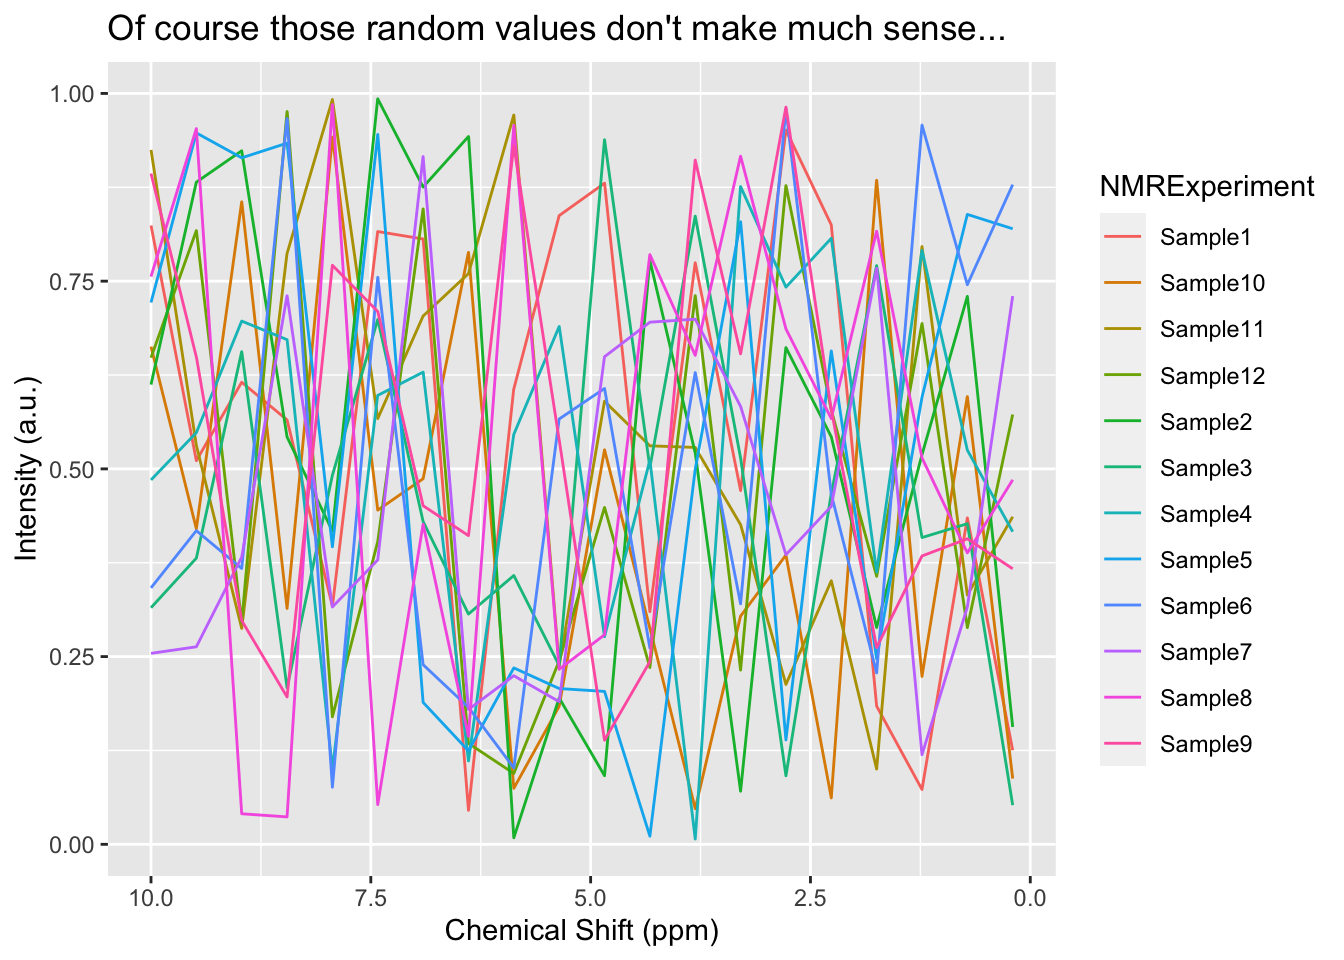 Of course those random values don't make much sense...
Intensity (a.u.)
1.00
0.75
0.50
0.25
0.00
10.0 7.5 5.0 2.5 0.0
Chemical Shift (ppm)
NMRExperiment
Sample1
Sample10
Sample11
Sample12
Sample2
Sample3
Sample4
Sample5
Sample6
Sample7
Sample8
Sample9